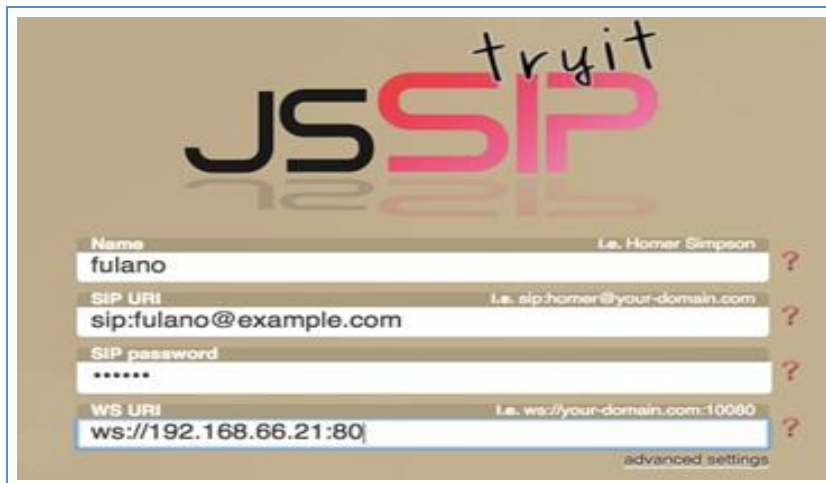 tryit
JSSIP
Name i.e. Homer Simpson
fulano
?
SIP URI i.e. sip:homer@your-domain.com
sip:fulano@example.com
?
SIP password
••••••
?
WS URI i.e. ws://your-domain.com:10080
ws://192.168.66.21:80
?
advanced settings